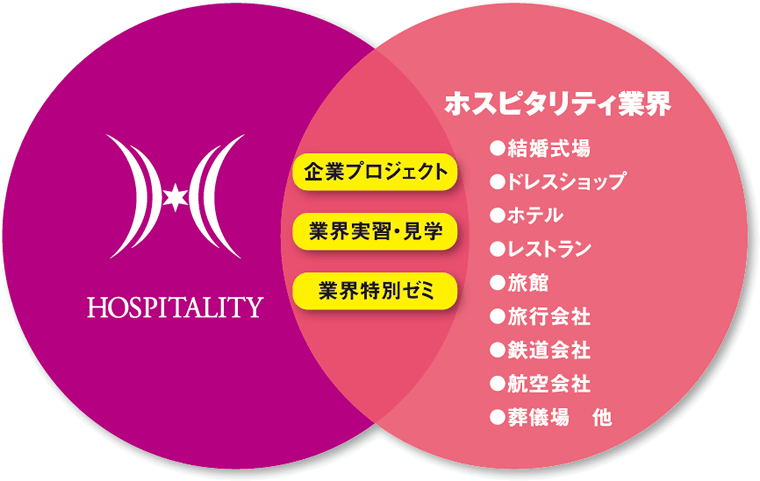 HOSPITALITY
企業プロジェクト
業界実習・見学
業界特別ゼミ
ホスピタリティ業界
●結婚式場
●ドレスショップ
●ホテル
●レストラン
●旅館
●旅行会社
●鉄道会社
●航空会社
●葬儀場　他